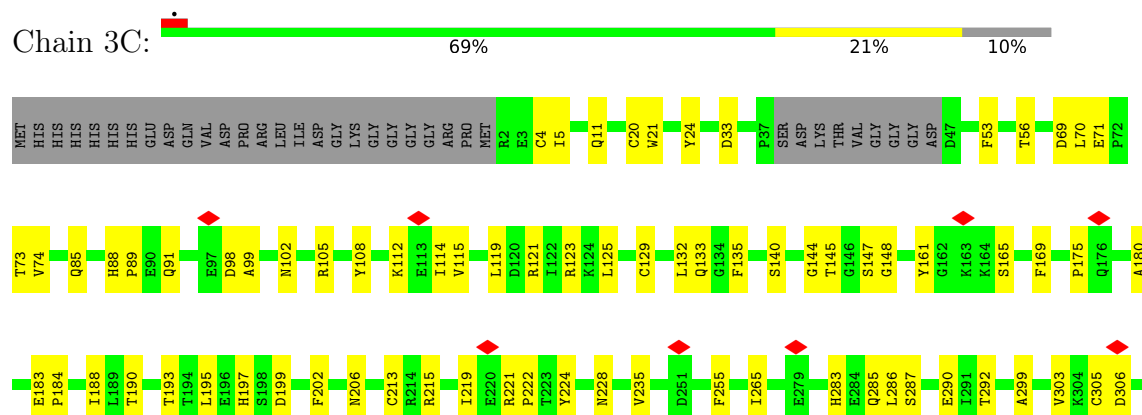 Chain 3C:
69% 21% 10%
MET HIS HIS HIS HIS HIS HIS GLU ASP GLN VAL ASP PRO ARG LEU ILE ASP GLY LYS GLY GLY GLY GLY ARG PRO MET R2 E3 C4 I5 Q11 C20 W21 Y24 D33 P37 SER ASP LYS THR VAL GLY GLY GLY ASP D47 F53 T56 D69 L70 E71 P72
T73 V74 Q85 H88 P89 E90 Q91 E97 D98 A99 N102 R105 Y108 K112 E113 I114 V115 L119 D120 R121 I122 R123 K124 L125 C129 L132 Q133 G134 F135 S140 G144 T145 G146 S147 G148 Y161 G162 K163 K164 S165 F169 P175 Q176 A180
E183 P184 I188 L189 T190 T193 T194 L195 E196 H197 S198 D199 F202 N206 C213 R214 R215 I219 E220 R221 P222 T223 Y224 N228 V235 D251 F255 I265 E279 H283 E284 Q285 L286 S287 E290 I291 T292 A299 V303 K304 C305 D306